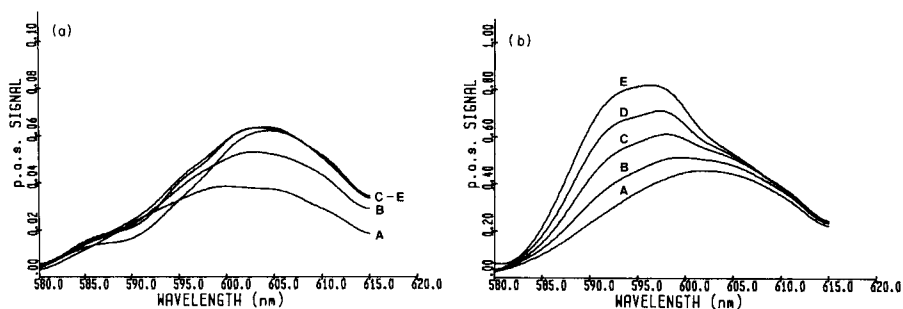 (a)
0.10
0.08
0.06
0.04
0.02
0.00
p.a.s. SIGNAL
C-E
B
A
580.0 585.0 590.0 595.0 600.0 605.0 610.0 615.0 620.0
WAVELENGTH (nm)
(b)
1.00
0.80
0.60
0.40
0.20
0.00
p.a.s. SIGNAL
E
D
C
B
A
580.0 585.0 590.0 595.0 600.0 605.0 610.0 615.0 620.0
WAVELENGTH (nm)